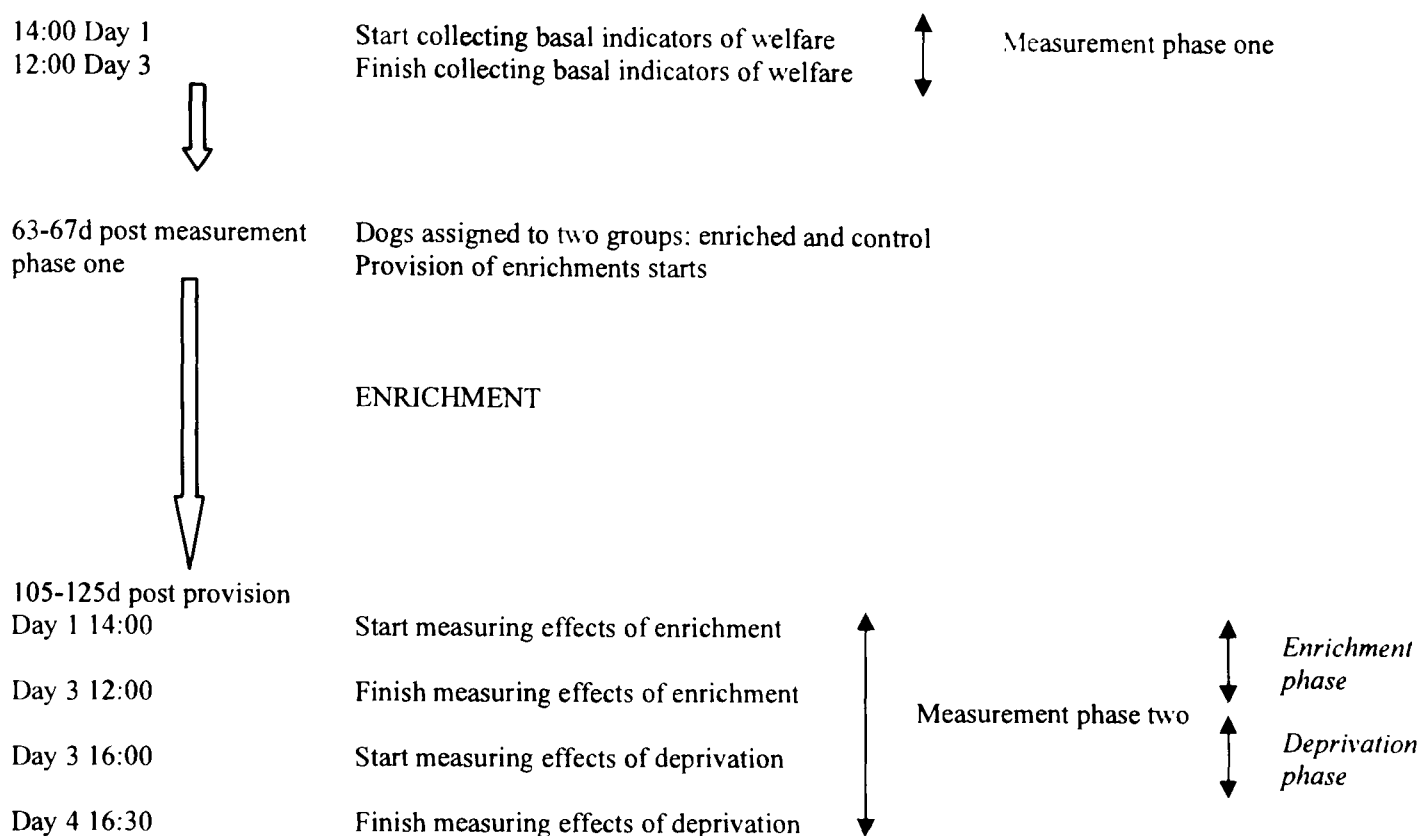 14:00 Day 1 Start collecting basal indicators of welfare Measurement phase one
12:00 Day 3 Finish collecting basal indicators of welfare
63-67d post measurement Dogs assigned to two groups: enriched and control
phase one Provision of enrichments starts
ENRICHMENT
105-125d post provision
Day 1 14:00 Start measuring effects of enrichment
Enrichment
Day 3 12:00 Finish measuring effects of enrichment phase
Measurement phase two
Day 3 16:00 Start measuring effects of deprivation Deprivation
phase
Day 4 16:30 Finish measuring effects of deprivation